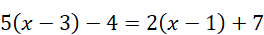 5(x − 3) − 4 = 2(x − 1) + 7